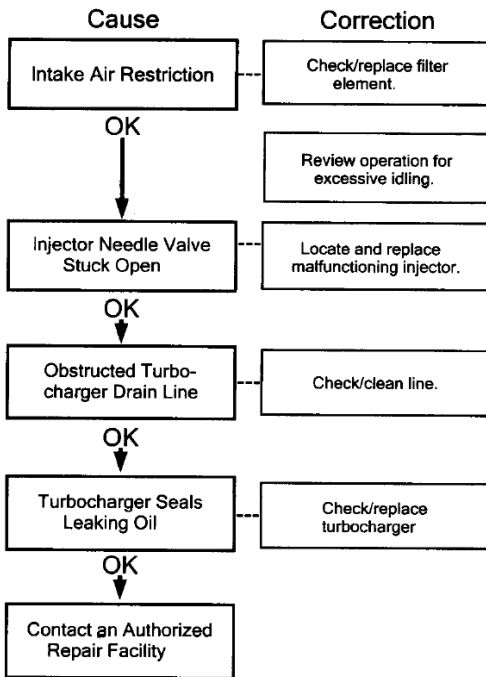 Cause Correction
Intake Air Restriction
Check/replace filter
element.
OK
Review operation for
excessive idling.
Injector Needle Valve
Stuck Open
Locate and replace
malfunctioning injector.
OK
Obstructed Turbo-
charger Drain Line
Check/clean line.
OK
Turbocharger Seals
Leaking Oil
Check/replace
turbocharger
OK
Contact an Authorized
Repair Facility